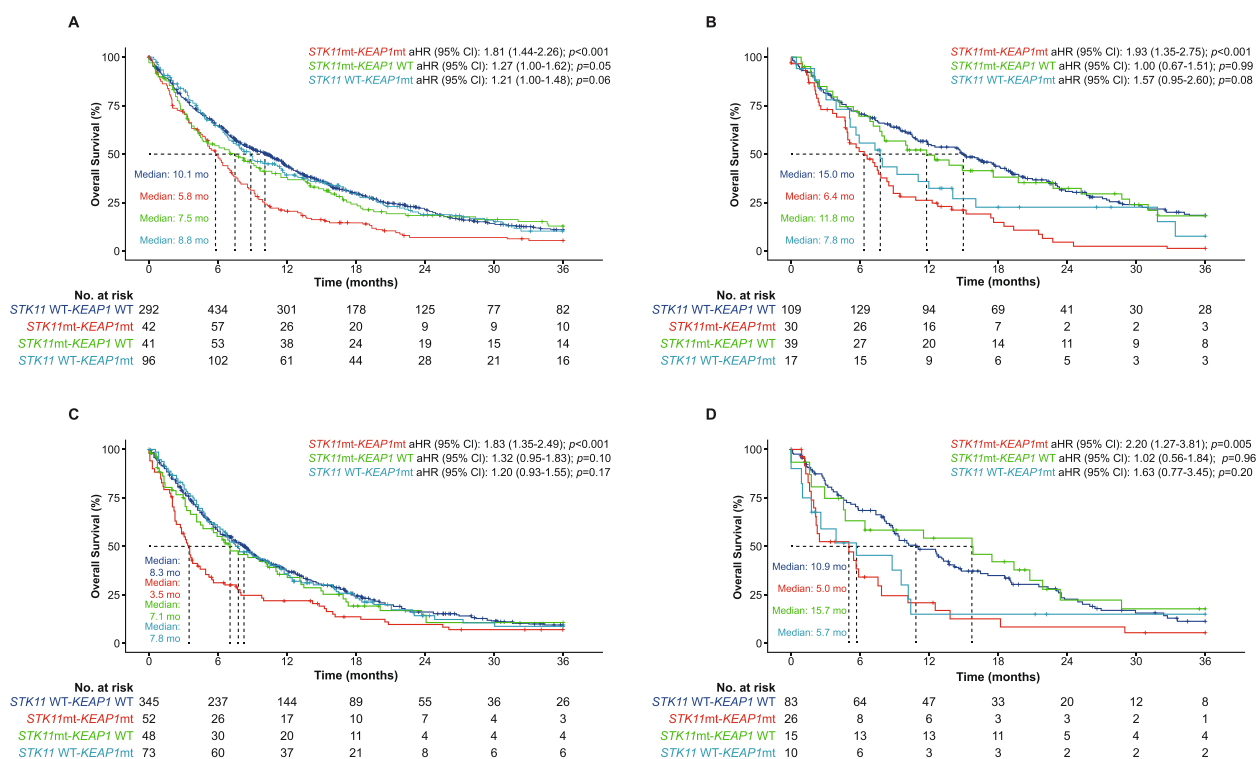 A
STK11mt-KEAP1mt aHR (95% CI): 1.81 (1.44-2.26); p<0.001
STK11mt-KEAP1 WT aHR (95% CI): 1.27 (1.00-1.62); p=0.05
STK11 WT-KEAP1mt aHR (95% CI): 1.21 (1.00-1.48); p=0.06
Overall Survival (%)
100
75
50
25
0
Median: 10.1 mo
Median: 5.8 mo
Median: 7.5 mo
Median: 8.8 mo
0 6 12 18 24 30 36
Time (months)
No. at risk
STK11 WT-KEAP1 WT 292 434 301 178 125 77 82
STK11mt-KEAP1mt 42 57 26 20 9 9 10
STK11mt-KEAP1 WT 41 53 38 24 19 15 14
STK11 WT-KEAP1mt 96 102 61 44 28 21 16
B
STK11mt-KEAP1mt aHR (95% CI): 1.93 (1.35-2.75); p<0.001
STK11mt-KEAP1 WT aHR (95% CI): 1.00 (0.67-1.51); p=0.99
STK11 WT-KEAP1mt aHR (95% CI): 1.57 (0.95-2.60); p=0.08
Overall Survival (%)
100
75
50
25
0
Median: 15.0 mo
Median: 6.4 mo
Median: 11.8 mo
Median: 7.8 mo
0 6 12 18 24 30 36
Time (months)
No. at risk
STK11 WT-KEAP1 WT 109 129 94 69 41 30 28
STK11mt-KEAP1mt 30 26 16 7 2 2 3
STK11mt-KEAP1 WT 39 27 20 14 11 9 8
STK11 WT-KEAP1mt 17 15 9 6 5 3 3
C
STK11mt-KEAP1mt aHR (95% CI): 1.83 (1.35-2.49); p<0.001
STK11mt-KEAP1 WT aHR (95% CI): 1.32 (0.95-1.83); p=0.10
STK11 WT-KEAP1mt aHR (95% CI): 1.20 (0.93-1.55); p=0.17
Overall Survival (%)
100
75
50
25
0
Median:
8.3 mo
Median:
3.5 mo
Median:
7.1 mo
Median:
7.8 mo
0 6 12 18 24 30 36
Time (months)
No. at risk
STK11 WT-KEAP1 WT 345 237 144 89 55 36 26
STK11mt-KEAP1mt 52 26 17 10 7 4 3
STK11mt-KEAP1 WT 48 30 20 11 4 4 4
STK11 WT-KEAP1mt 73 60 37 21 8 6 6
D
STK11mt-KEAP1mt aHR (95% CI): 2.20 (1.27-3.81); p=0.005
STK11mt-KEAP1 WT aHR (95% CI): 1.02 (0.56-1.84); p=0.96
STK11 WT-KEAP1mt aHR (95% CI): 1.63 (0.77-3.45); p=0.20
Overall Survival (%)
100
75
50
25
0
Median: 10.9 mo
Median: 5.0 mo
Median: 15.7 mo
Median: 5.7 mo
0 6 12 18 24 30 36
Time (months)
No. at risk
STK11 WT-KEAP1 WT 83 64 47 33 20 12 8
STK11mt-KEAP1mt 26 8 6 3 3 2 1
STK11mt-KEAP1 WT 15 13 13 11 5 4 4
STK11 WT-KEAP1mt 10 6 3 3 2 2 2